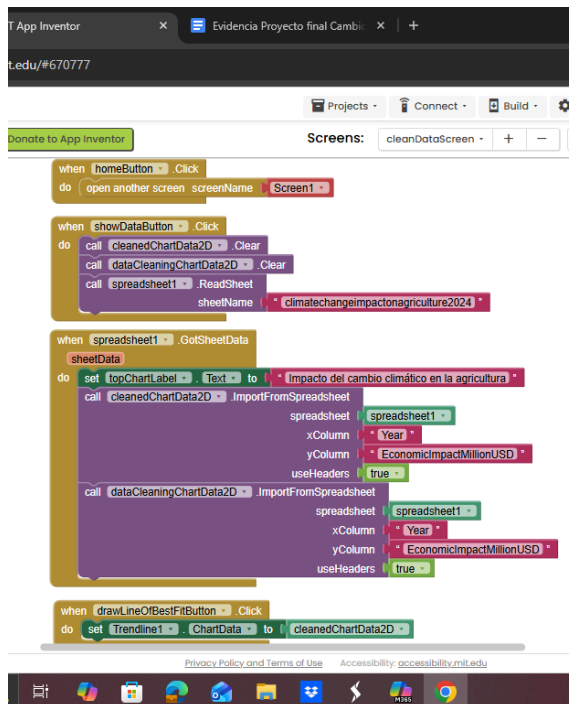 T App Inventor
Evidencia Proyecto final Cambio
t.edu/#670777
Projects
Connect
Build
Donate to App Inventor
Screens:
cleanDataScreen
when homeButton .Click
do open another screen screenName Screen1
when showDataButton .Click
do call cleanedChartData2D .Clear
call dataCleaningChartData2D .Clear
call spreadsheet1 .ReadSheet
sheetName " climatechangeimpactonagriculture2024 "
when spreadsheet1 .GotSheetData
sheetData
do set topChartLabel . Text to " Impacto del cambio climático en la agricultura "
call cleanedChartData2D .ImportFromSpreadsheet
spreadsheet spreadsheet1
xColumn " Year "
yColumn " EconomicImpactMillionUSD "
useHeaders true
call dataCleaningChartData2D .ImportFromSpreadsheet
spreadsheet spreadsheet1
xColumn " Year "
yColumn " EconomicImpactMillionUSD "
useHeaders true
when drawLineOfBestFitButton .Click
do set Trendline1 . ChartData to cleanedChartData2D
Privacy Policy and Terms of Use Accessibility: accessibility.mit.edu
M365